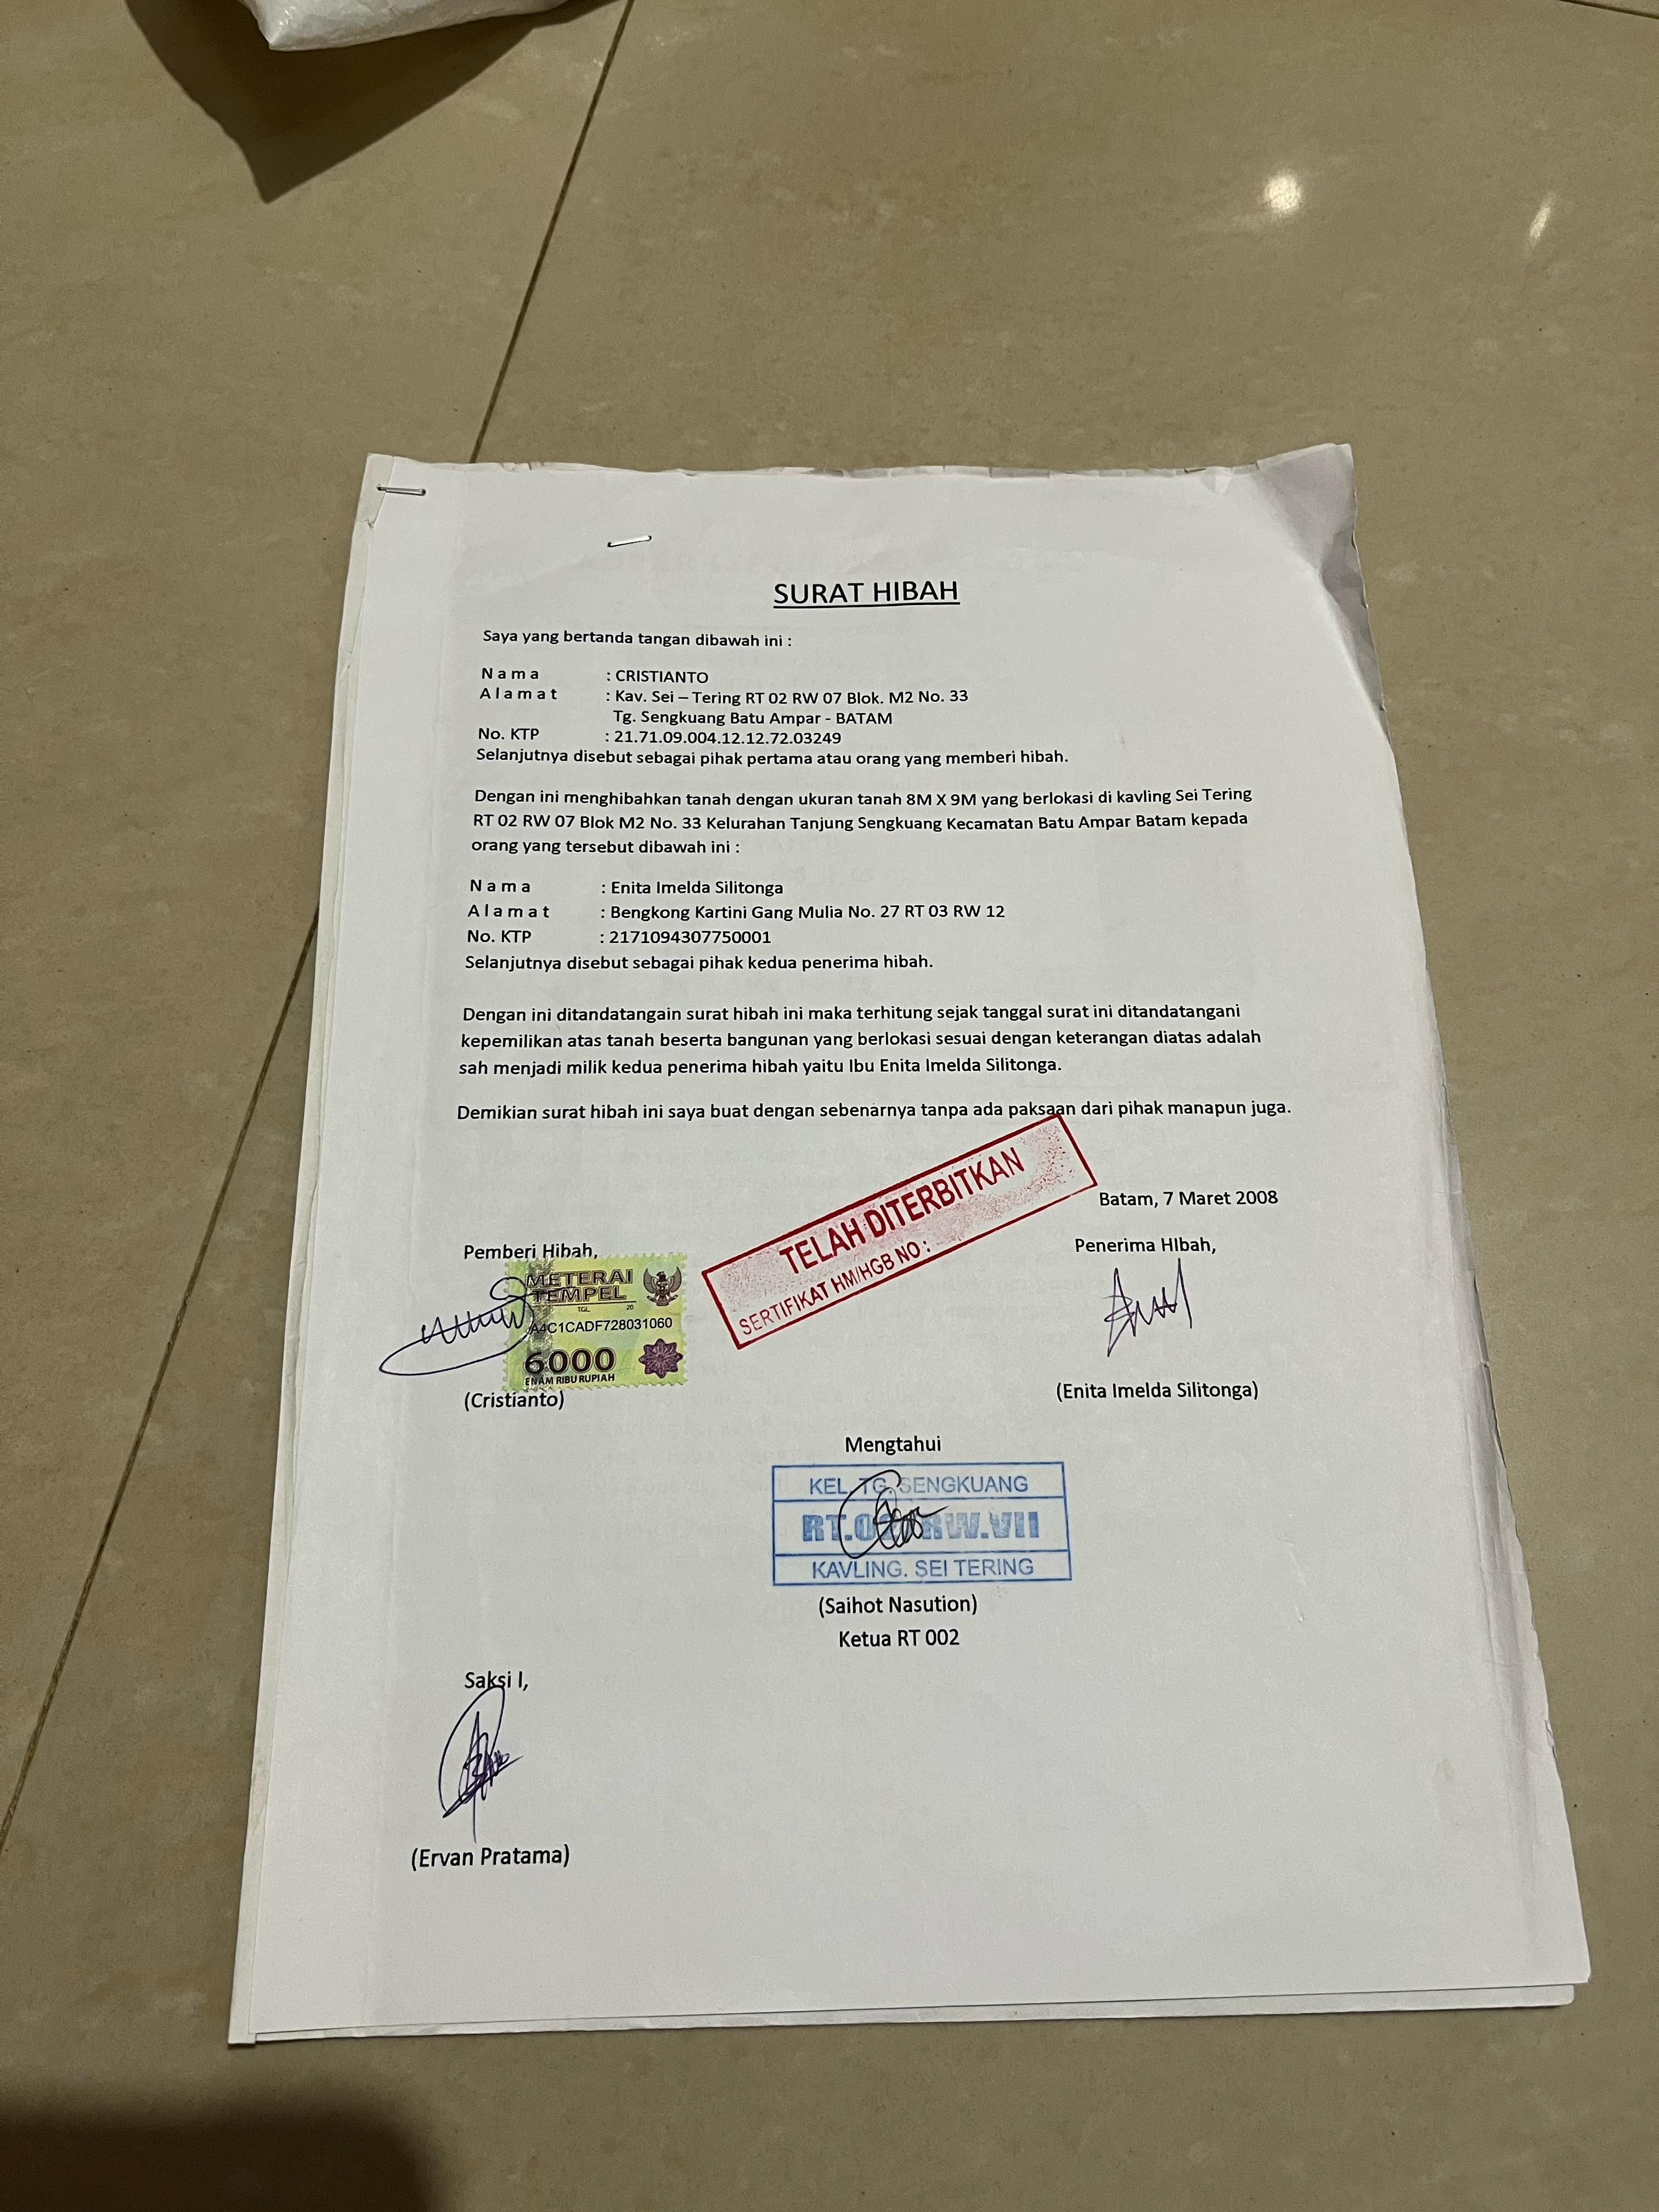 SURAT HIBAH
Saya yang bertanda tangan dibawah ini :
N a m a : CRISTIANTO
A l a m a t : Kav. Sei – Tering RT 02 RW 07 Blok. M2 No. 33
Tg. Sengkuang Batu Ampar - BATAM
No. KTP : 21.71.09.004.12.12.72.03249
Selanjutnya disebut sebagai pihak pertama atau orang yang memberi hibah.
Dengan ini menghibahkan tanah dengan ukuran tanah 8M X 9M yang berlokasi di kavling Sei Tering
RT 02 RW 07 Blok M2 No. 33 Kelurahan Tanjung Sengkuang Kecamatan Batu Ampar Batam kepada
orang yang tersebut dibawah ini :
N a m a : Enita Imelda Silitonga
A l a m a t : Bengkong Kartini Gang Mulia No. 27 RT 03 RW 12
No. KTP : 2171094307750001
Selanjutnya disebut sebagai pihak kedua penerima hibah.
Dengan ini ditandatangain surat hibah ini maka terhitung sejak tanggal surat ini ditandatangani
kepemilikan atas tanah beserta bangunan yang berlokasi sesuai dengan keterangan diatas adalah
sah menjadi milik kedua penerima hibah yaitu Ibu Enita Imelda Silitonga.
Demikian surat hibah ini saya buat dengan sebenarnya tanpa ada paksaan dari pihak manapun juga.
TELAH DITERBITKAN
SERTIFIKAT HM/HGB NO :
Batam, 7 Maret 2008
Pemberi Hibah,
Penerima HIbah,
METERAI
TEMPEL
TGL. 20
A4C1CADF728031060
6000
ENAM RIBU RUPIAH
(Cristianto)
(Enita Imelda Silitonga)
Mengtahui
KEL. TG. SENGKUANG
RT.02 RW.VII
KAVLING. SEI TERING
(Saihot Nasution)
Ketua RT 002
Saksi I,
(Ervan Pratama)